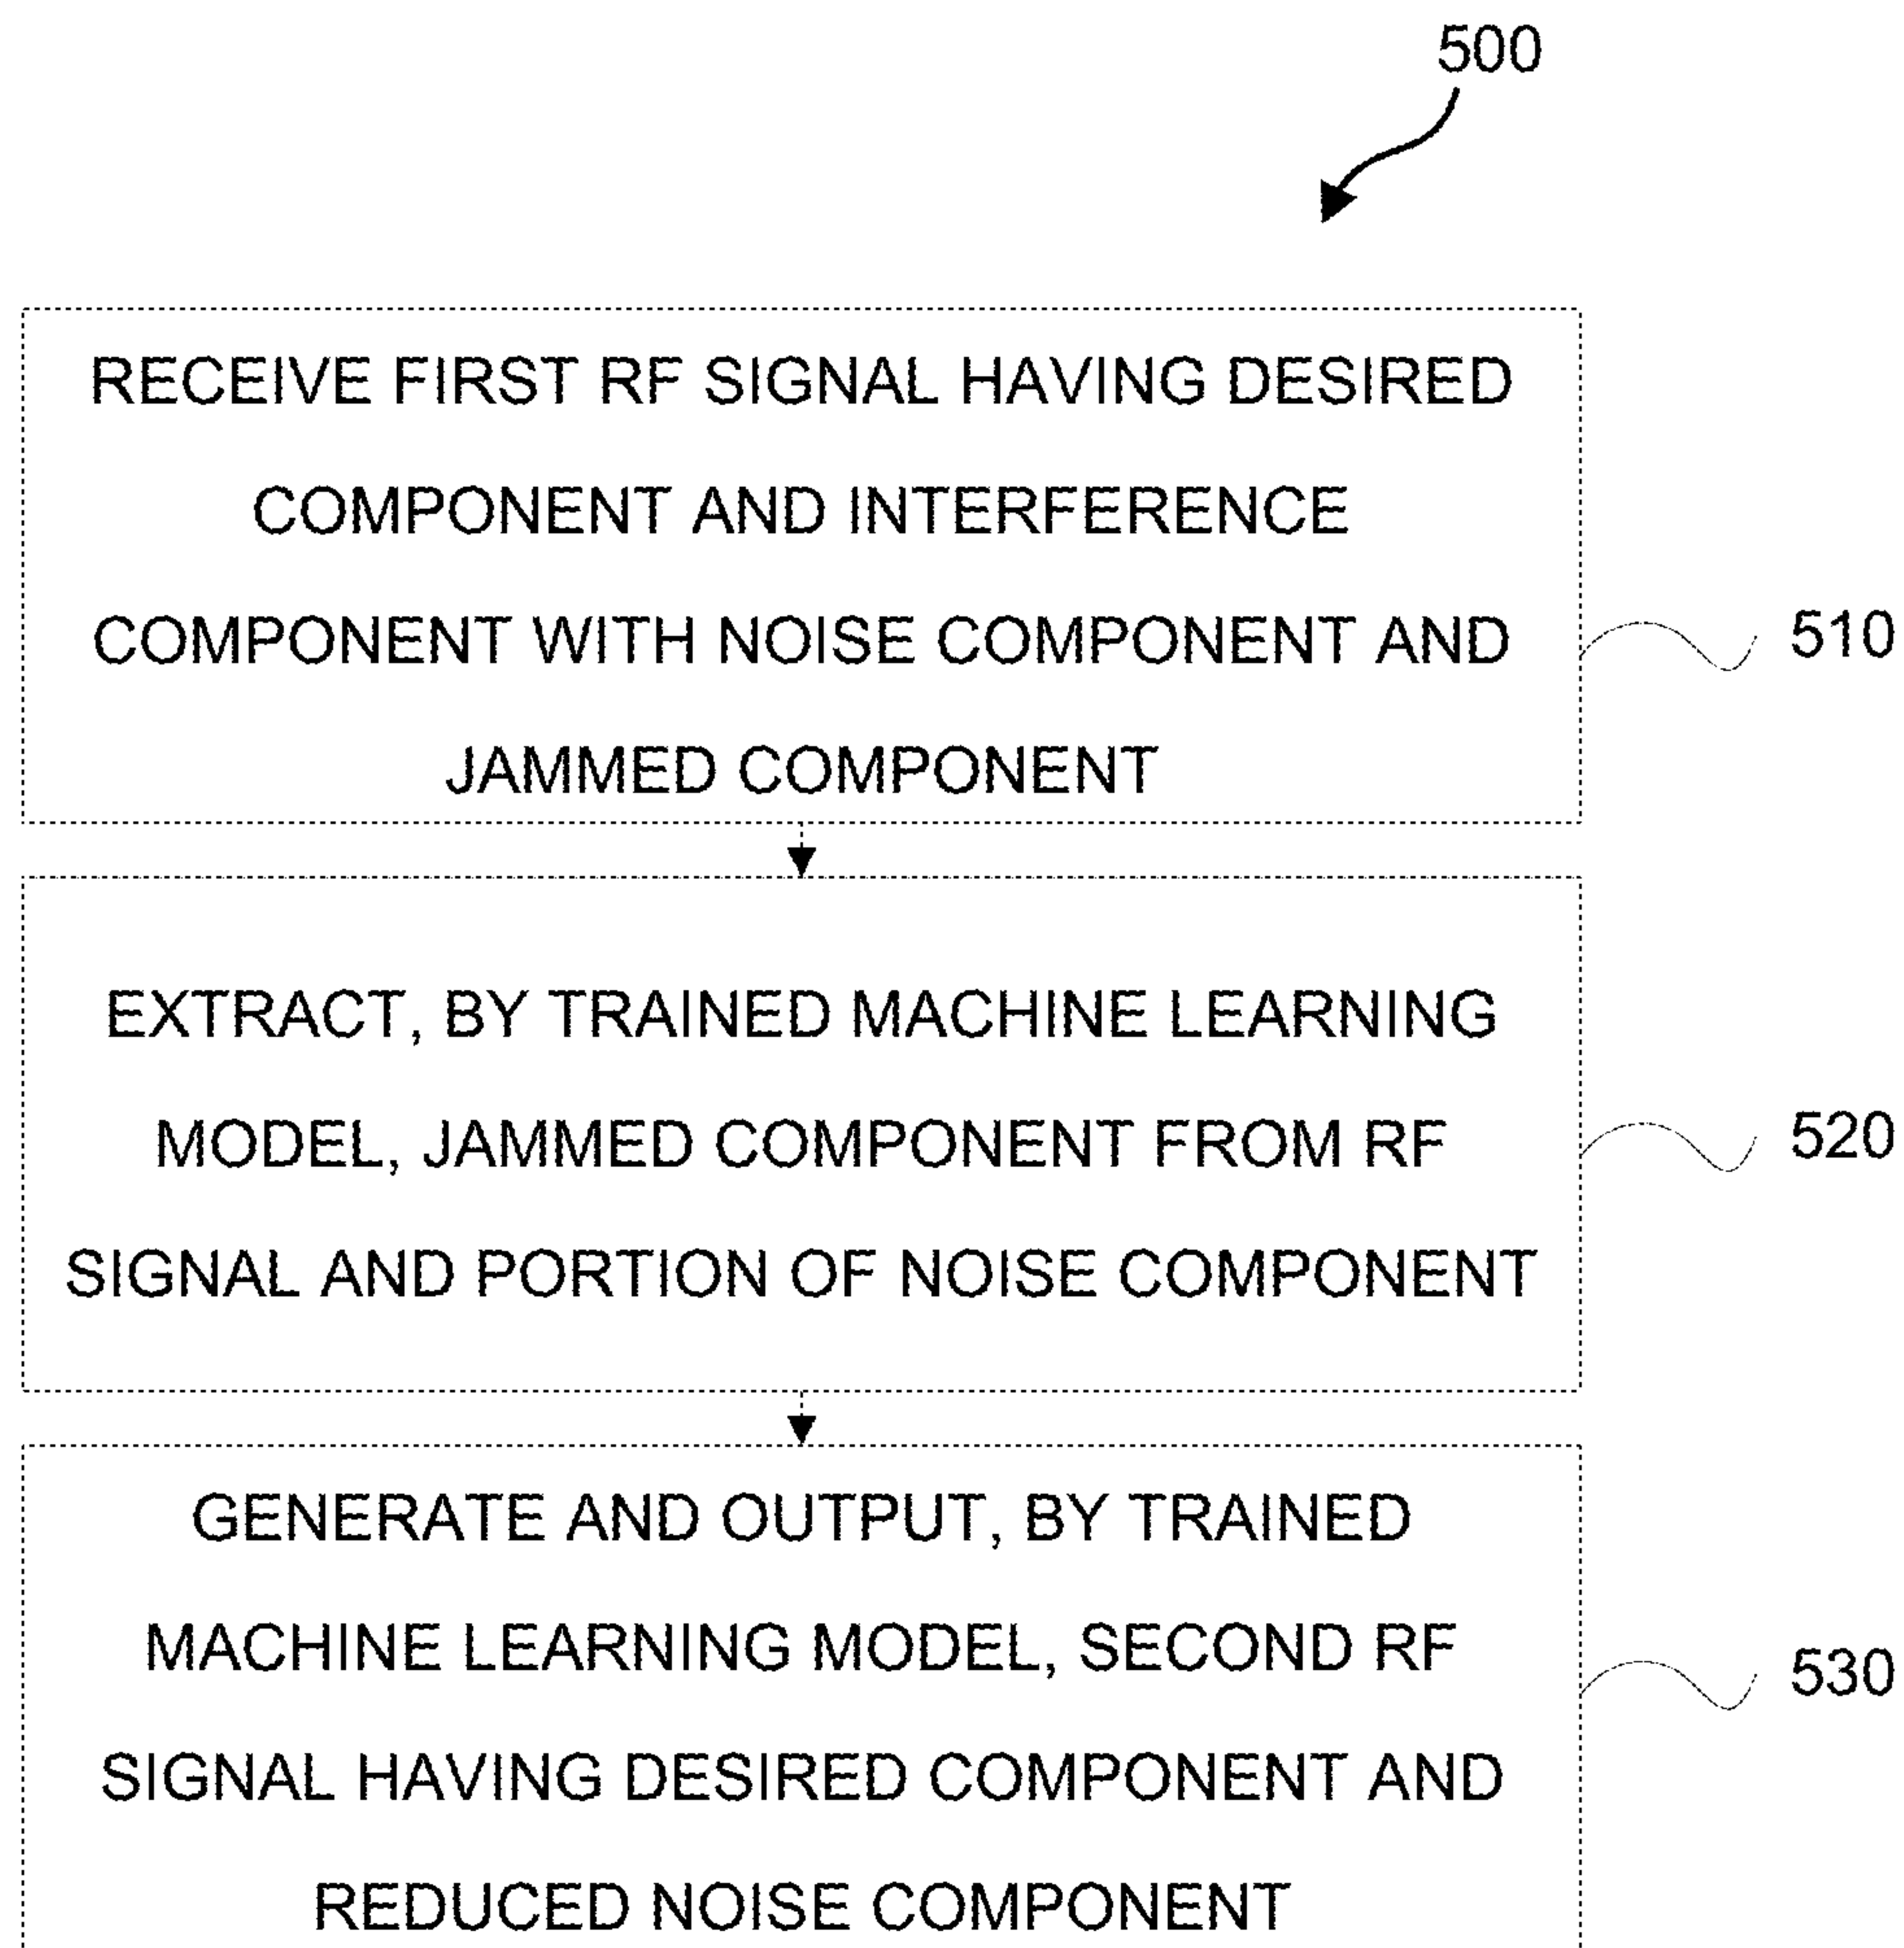 500
RECEIVE FIRST RF SIGNAL HAVING DESIRED
COMPONENT AND INTERFERENCE
COMPONENT WITH NOISE COMPONENT AND
JAMMED COMPONENT
510
EXTRACT, BY TRAINED MACHINE LEARNING
MODEL, JAMMED COMPONENT FROM RF
SIGNAL AND PORTION OF NOISE COMPONENT
520
GENERATE AND OUTPUT, BY TRAINED
MACHINE LEARNING MODEL, SECOND RF
SIGNAL HAVING DESIRED COMPONENT AND
REDUCED NOISE COMPONENT
530